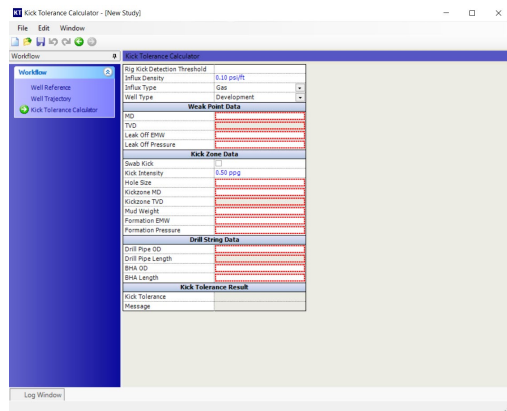 KT Kick Tolerance Calculator - [New Study]
File Edit Window
Workflow
Kick Tolerance Calculator
Workflow
Well Reference
Well Trajectory
Kick Tolerance Calculator
Rig Kick Detection Threshold
Influx Density 0.10 psi/ft
Influx Type Gas
Well Type Development
Weak Point Data
MD
TVD
Leak Off EMW
Leak Off Pressure
Kick Zone Data
Swab Kick
Kick Intensity 0.50 ppg
Hole Size
Kickzone MD
Kickzone TVD
Mud Weight
Formation EMW
Formation Pressure
Drill String Data
Drill Pipe OD
Drill Pipe Length
BHA OD
BHA Length
Kick Tolerance Result
Kick Tolerance
Message
Log Window